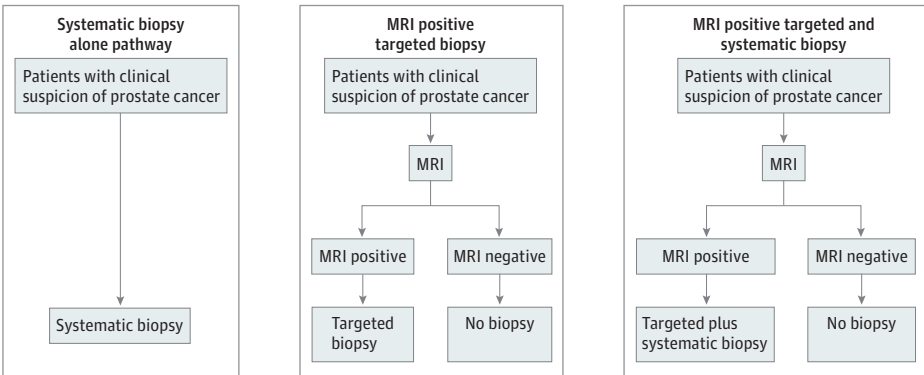 Systematic biopsy
alone pathway
Patients with clinical
suspicion of prostate cancer
Systematic biopsy
MRI positive
targeted biopsy
Patients with clinical
suspicion of prostate cancer
MRI
MRI positive
MRI negative
Targeted
biopsy
No biopsy
MRI positive targeted and
systematic biopsy
Patients with clinical
suspicion of prostate cancer
MRI
MRI positive
MRI negative
Targeted plus
systematic biopsy
No biopsy